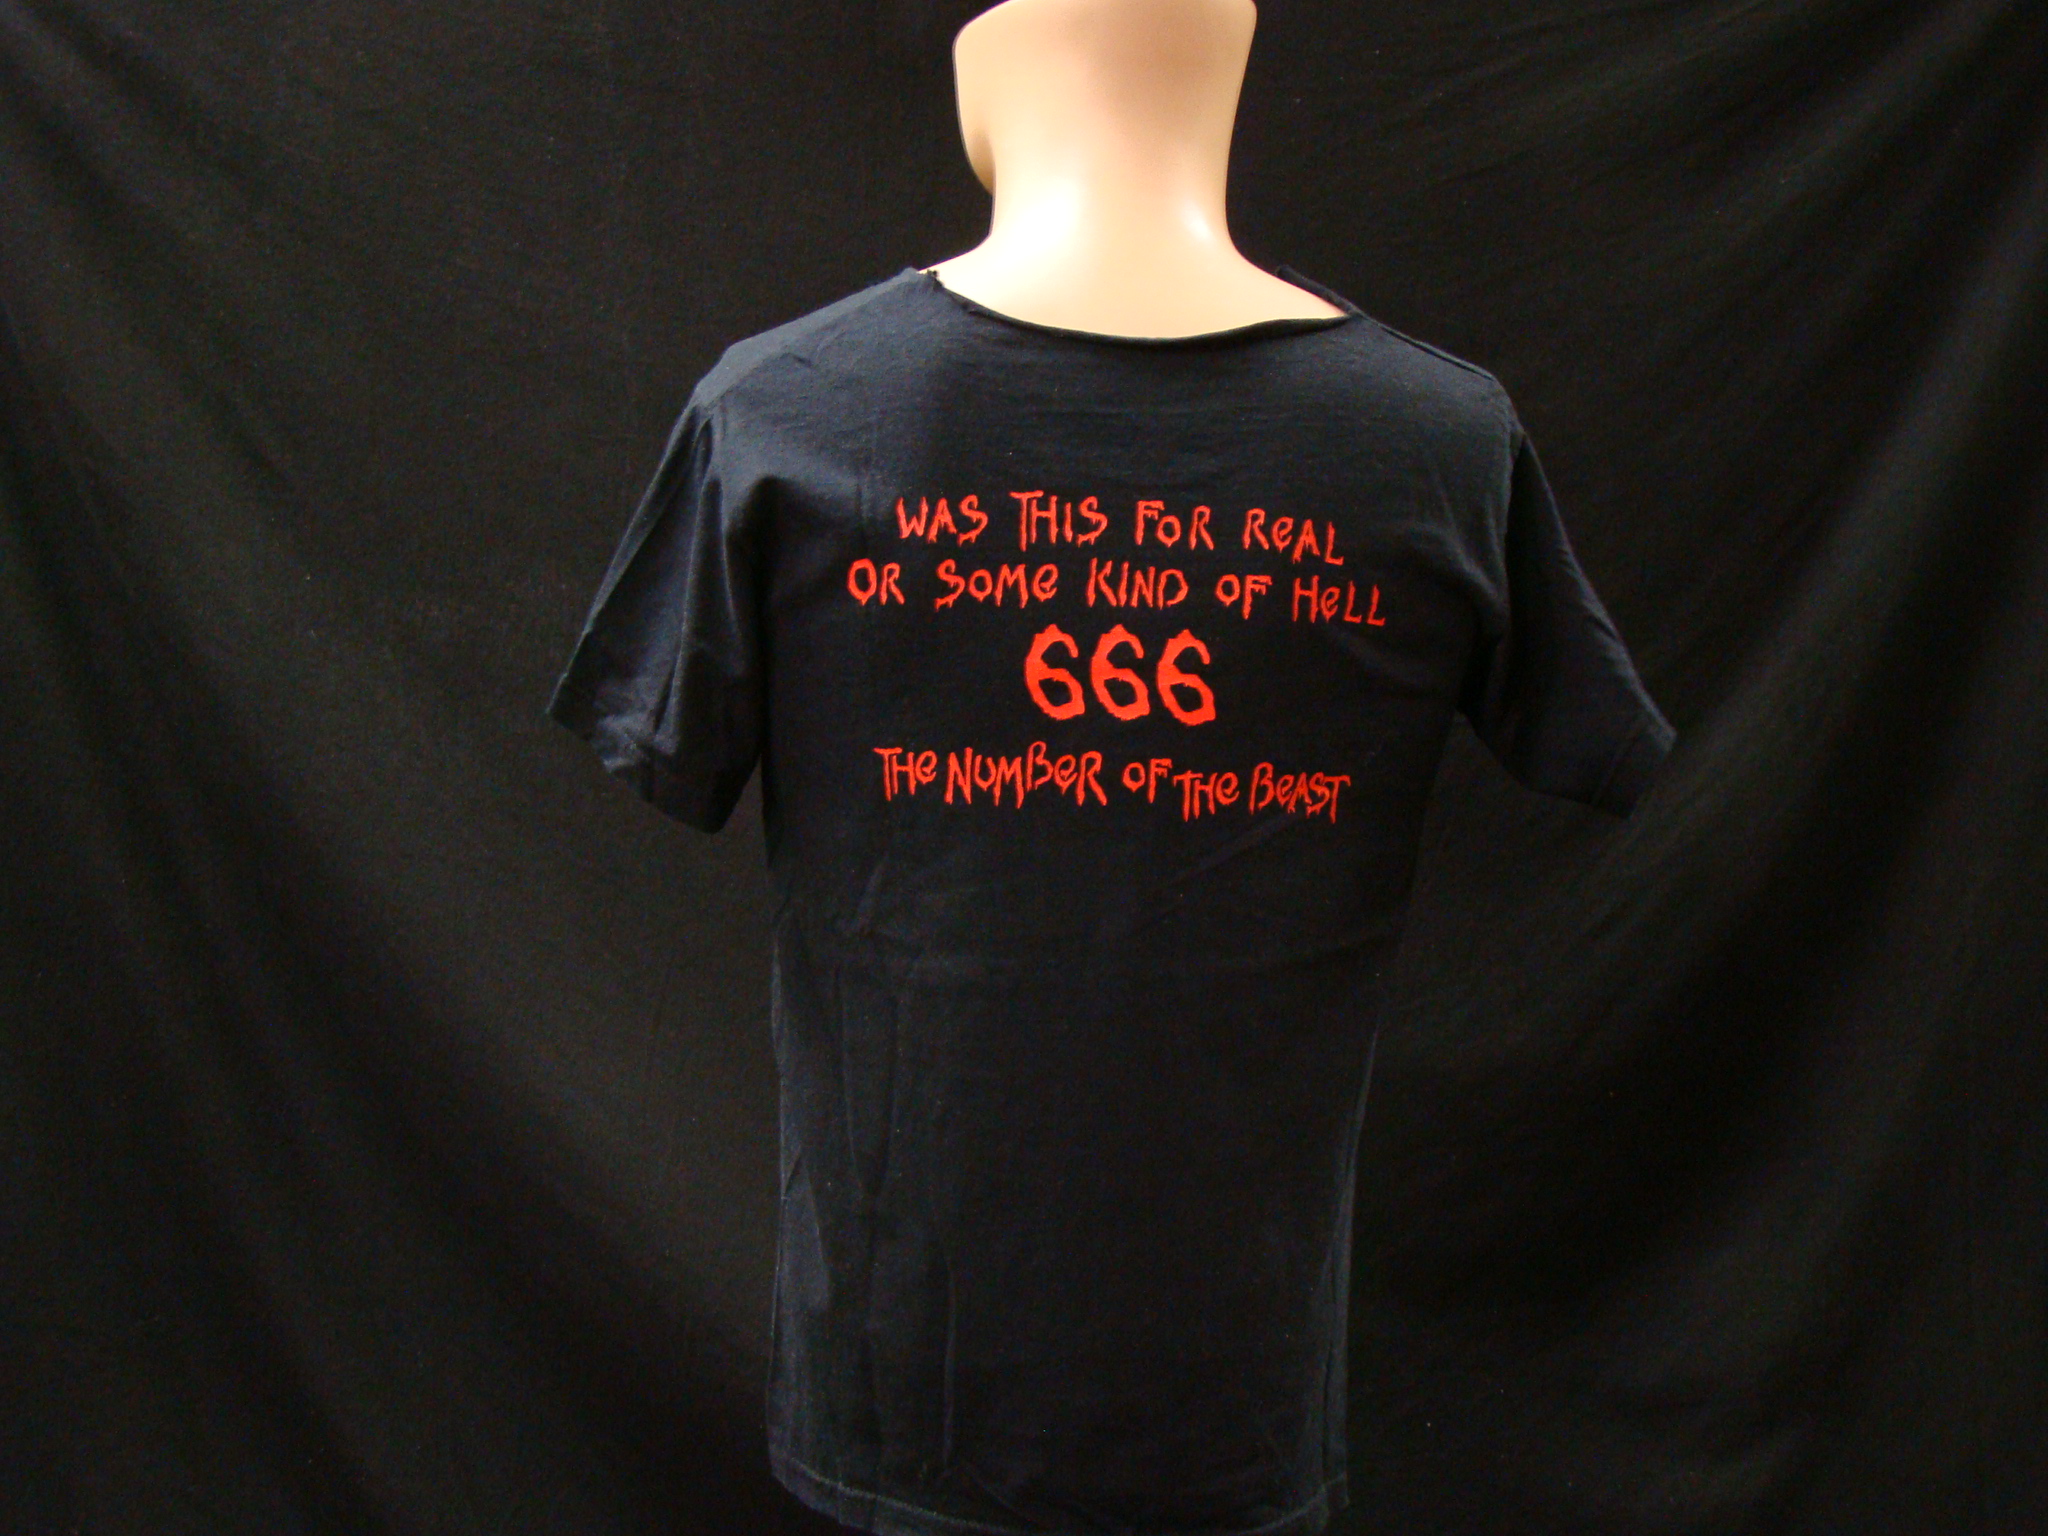 WAS THIS FOR ReAL
OR SOMe KIND OF HeLL
666
THe NUMBeR OF THe BeAST